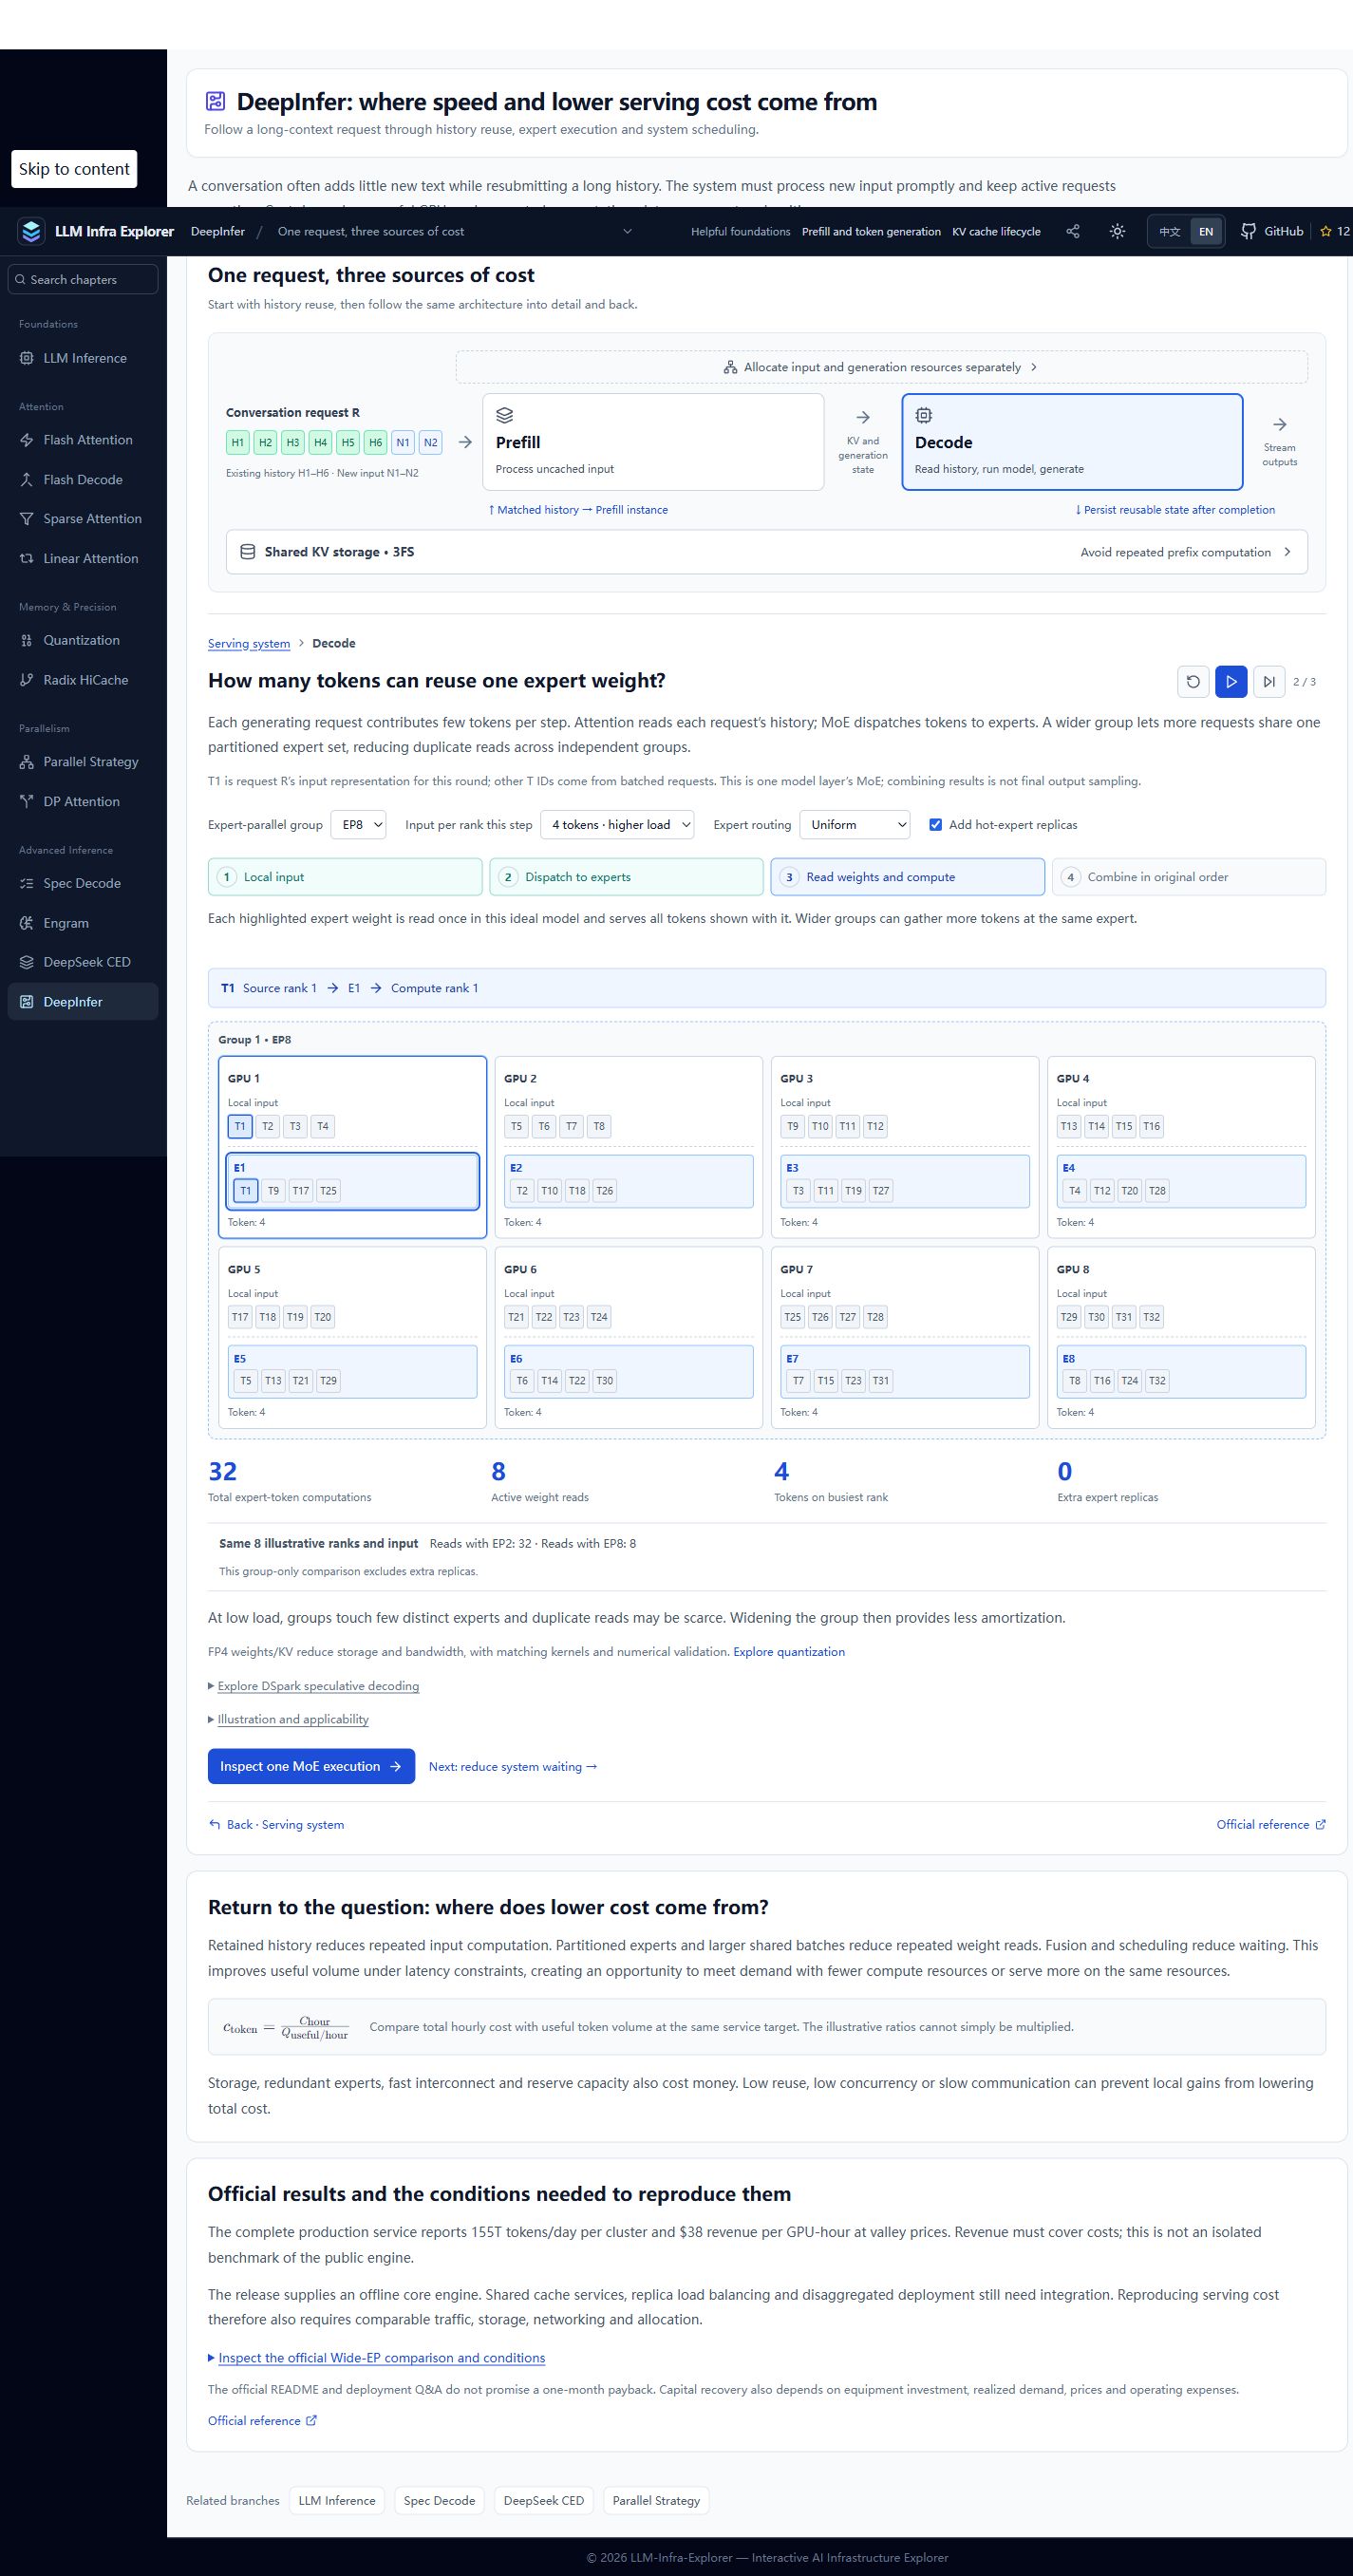 DeepInfer: where speed and lower serving cost come from
Follow a long-context request through history reuse, expert execution and system scheduling.
Skip to content
A conversation often adds little new text while resubmitting a long history. The system must process new input promptly and keep active requests
LLM Infra Explorer
DeepInfer / One request, three sources of cost
Helpful foundations Prefill and token generation KV cache lifecycle
中文 EN GitHub 12
Search chapters
Foundations
LLM Inference
Attention
Flash Attention
Flash Decode
Sparse Attention
Linear Attention
Memory & Precision
Quantization
Radix HiCache
Parallelism
Parallel Strategy
DP Attention
Advanced Inference
Spec Decode
Engram
DeepSeek CED
DeepInfer
One request, three sources of cost
Start with history reuse, then follow the same architecture into detail and back.
Allocate input and generation resources separately
Conversation request R
H1 H2 H3 H4 H5 H6 N1 N2
Existing history H1–H6 · New input N1–N2
Prefill
Process uncached input
KV and
generation
state
Decode
Read history, run model, generate
Stream
outputs
↑ Matched history → Prefill instance
↓ Persist reusable state after completion
Shared KV storage • 3FS
Avoid repeated prefix computation
Serving system > Decode
How many tokens can reuse one expert weight?
2 / 3
Each generating request contributes few tokens per step. Attention reads each request’s history; MoE dispatches tokens to experts. A wider group lets more requests share one
partitioned expert set, reducing duplicate reads across independent groups.
T1 is request R’s input representation for this round; other T IDs come from batched requests. This is one model layer’s MoE; combining results is not final output sampling.
Expert-parallel group EP8 Input per rank this step 4 tokens · higher load Expert routing Uniform Add hot-expert replicas
1 Local input
2 Dispatch to experts
3 Read weights and compute
4 Combine in original order
Each highlighted expert weight is read once in this ideal model and serves all tokens shown with it. Wider groups can gather more tokens at the same expert.
T1 Source rank 1 → E1 → Compute rank 1
Group 1 • EP8
GPU 1
Local input
T1 T2 T3 T4
E1
T1 T9 T17 T25
Token: 4
GPU 2
Local input
T5 T6 T7 T8
E2
T2 T10 T18 T26
Token: 4
GPU 3
Local input
T9 T10 T11 T12
E3
T3 T11 T19 T27
Token: 4
GPU 4
Local input
T13 T14 T15 T16
E4
T4 T12 T20 T28
Token: 4
GPU 5
Local input
T17 T18 T19 T20
E5
T5 T13 T21 T29
Token: 4
GPU 6
Local input
T21 T22 T23 T24
E6
T6 T14 T22 T30
Token: 4
GPU 7
Local input
T25 T26 T27 T28
E7
T7 T15 T23 T31
Token: 4
GPU 8
Local input
T29 T30 T31 T32
E8
T8 T16 T24 T32
Token: 4
32
Total expert-token computations
8
Active weight reads
4
Tokens on busiest rank
0
Extra expert replicas
Same 8 illustrative ranks and input Reads with EP2: 32 · Reads with EP8: 8
This group-only comparison excludes extra replicas.
At low load, groups touch few distinct experts and duplicate reads may be scarce. Widening the group then provides less amortization.
FP4 weights/KV reduce storage and bandwidth, with matching kernels and numerical validation. Explore quantization
Explore DSpark speculative decoding
Illustration and applicability
Inspect one MoE execution →
Next: reduce system waiting →
Back · Serving system
Official reference
Return to the question: where does lower cost come from?
Retained history reduces repeated input computation. Partitioned experts and larger shared batches reduce repeated weight reads. Fusion and scheduling reduce waiting. This
improves useful volume under latency constraints, creating an opportunity to meet demand with fewer compute resources or serve more on the same resources.
c_token = C_hour / Q_useful/hour Compare total hourly cost with useful token volume at the same service target. The illustrative ratios cannot simply be multiplied.
Storage, redundant experts, fast interconnect and reserve capacity also cost money. Low reuse, low concurrency or slow communication can prevent local gains from lowering
total cost.
Official results and the conditions needed to reproduce them
The complete production service reports 155T tokens/day per cluster and $38 revenue per GPU-hour at valley prices. Revenue must cover costs; this is not an isolated
benchmark of the public engine.
The release supplies an offline core engine. Shared cache services, replica load balancing and disaggregated deployment still need integration. Reproducing serving cost
therefore also requires comparable traffic, storage, networking and allocation.
Inspect the official Wide-EP comparison and conditions
The official README and deployment Q&A do not promise a one-month payback. Capital recovery also depends on equipment investment, realized demand, prices and operating expenses.
Official reference
Related branches LLM Inference Spec Decode DeepSeek CED Parallel Strategy
© 2026 LLM-Infra-Explorer — Interactive AI Infrastructure Explorer